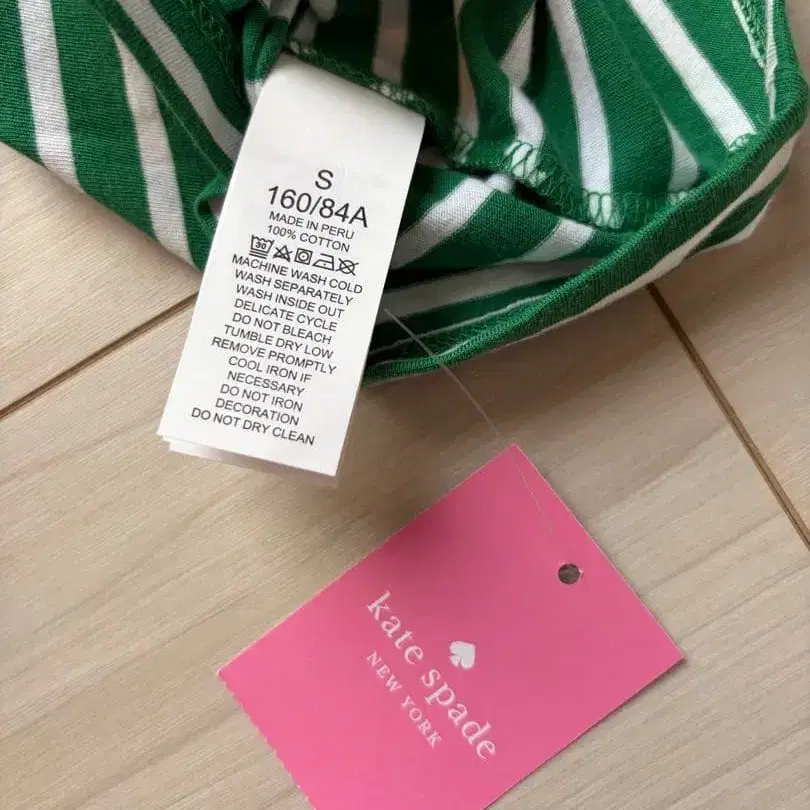 S
160/84A
MADE IN PERU
100% COTTON
30
MACHINE WASH COLD
WASH SEPARATELY
WASH INSIDE OUT
DELICATE CYCLE
DO NOT BLEACH
TUMBLE DRY LOW
REMOVE PROMPTLY
COOL IRON IF
NECESSARY
DO NOT IRON
DECORATION
DO NOT DRY CLEAN
kate spade
NEW YORK